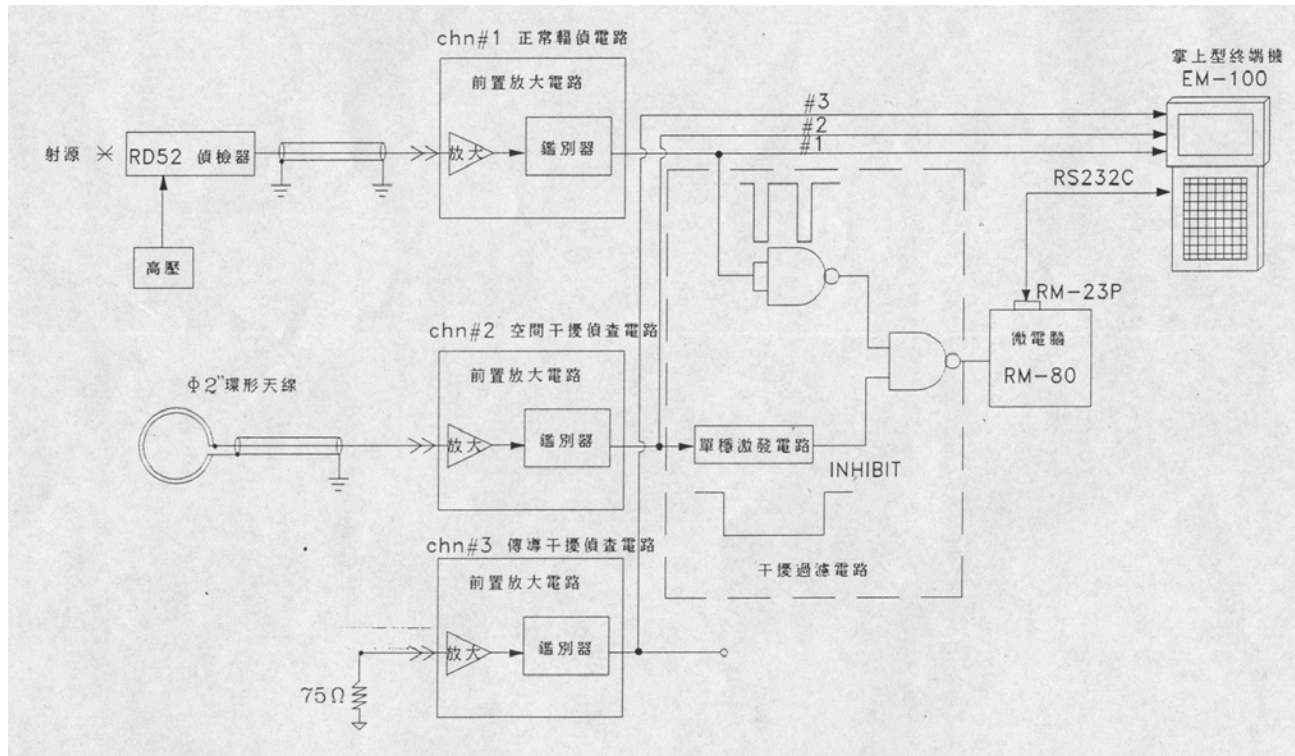 chn#1 正常輻偵電路
前置放大電路
放大
鑑別器
射源
RD52 偵檢器
高壓
#3
#2
#1
掌上型终端機
EM-100
RS232C
RM-23P
微電腦
RM-80
chn#2 空間干擾偵查電路
前置放大電路
放大
鑑別器
Φ2"環形天線
單穩激發電路
INHIBIT
干擾過濾電路
chn#3 傳導干擾偵查電路
前置放大電路
放大
鑑別器
75Ω